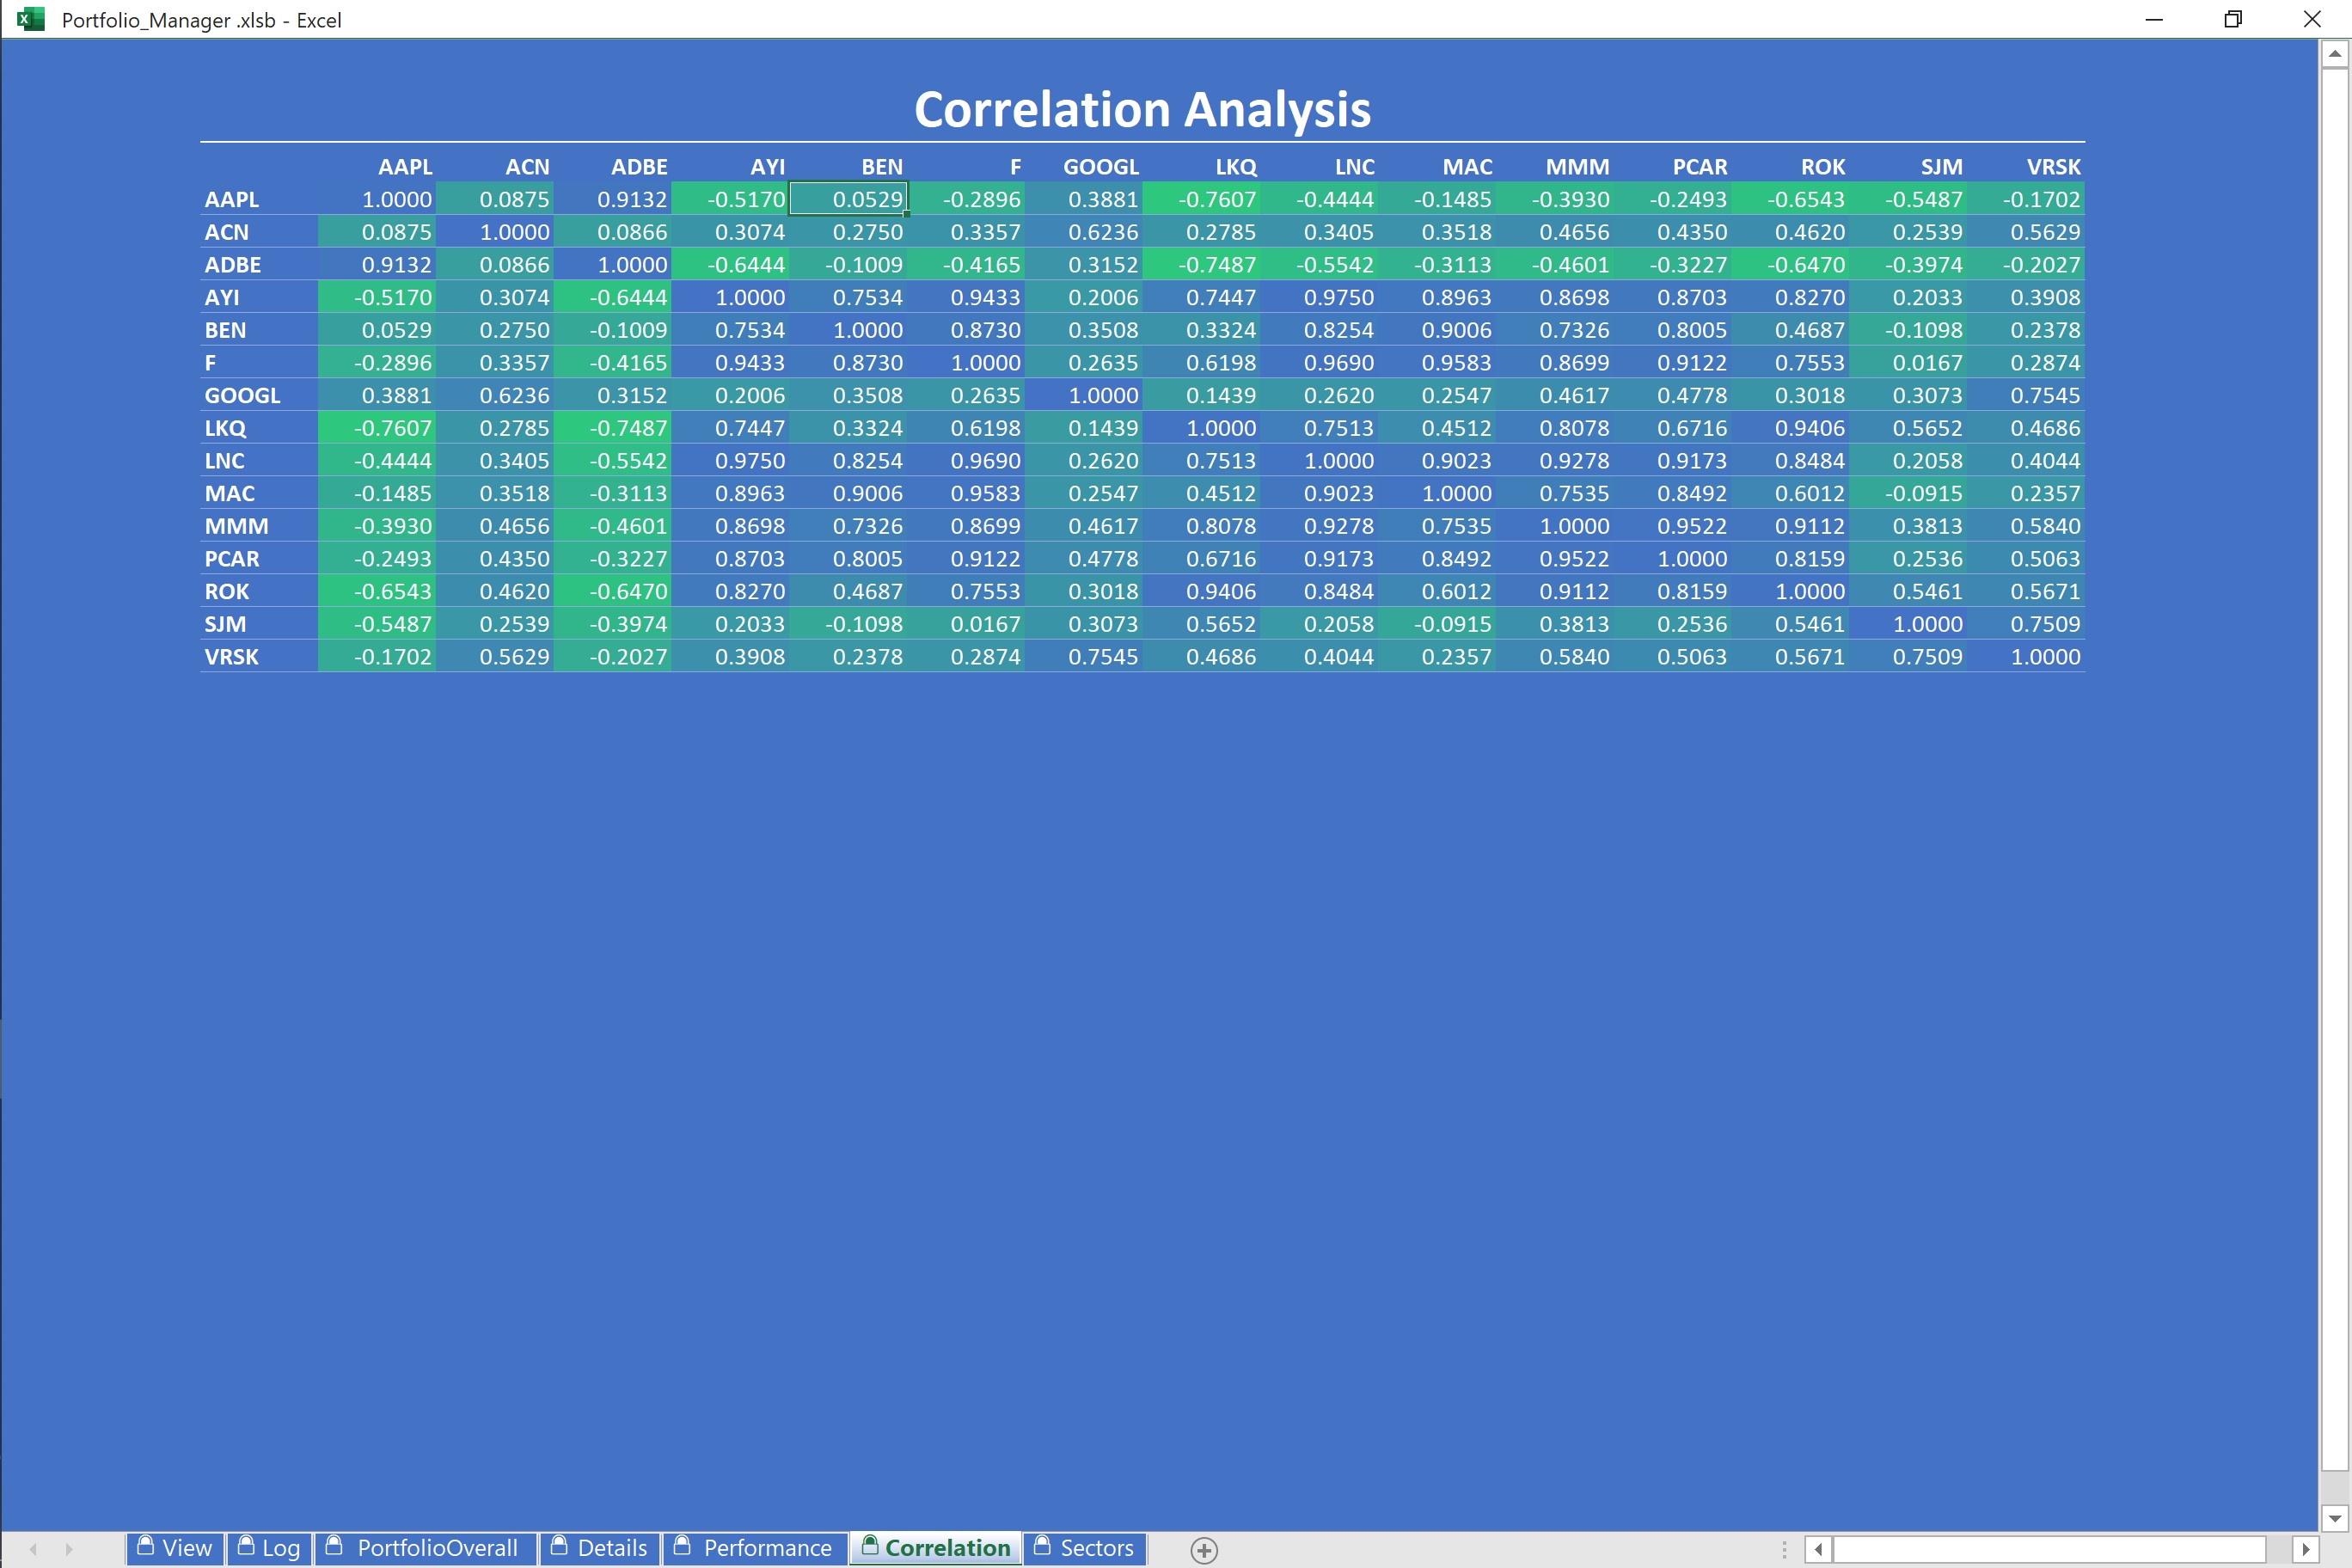 Portfolio_Manager .xlsb - Excel
Correlation Analysis
AAPL ACN ADBE AYI BEN F GOOGL LKQ LNC MAC MMM PCAR ROK SJM VRSK
AAPL 1.0000 0.0875 0.9132 -0.5170 0.0529 -0.2896 0.3881 -0.7607 -0.4444 -0.1485 -0.3930 -0.2493 -0.6543 -0.5487 -0.1702
ACN 0.0875 1.0000 0.0866 0.3074 0.2750 0.3357 0.6236 0.2785 0.3405 0.3518 0.4656 0.4350 0.4620 0.2539 0.5629
ADBE 0.9132 0.0866 1.0000 -0.6444 -0.1009 -0.4165 0.3152 -0.7487 -0.5542 -0.3113 -0.4601 -0.3227 -0.6470 -0.3974 -0.2027
AYI -0.5170 0.3074 -0.6444 1.0000 0.7534 0.9433 0.2006 0.7447 0.9750 0.8963 0.8698 0.8703 0.8270 0.2033 0.3908
BEN 0.0529 0.2750 -0.1009 0.7534 1.0000 0.8730 0.3508 0.3324 0.8254 0.9006 0.7326 0.8005 0.4687 -0.1098 0.2378
F -0.2896 0.3357 -0.4165 0.9433 0.8730 1.0000 0.2635 0.6198 0.9690 0.9583 0.8699 0.9122 0.7553 0.0167 0.2874
GOOGL 0.3881 0.6236 0.3152 0.2006 0.3508 0.2635 1.0000 0.1439 0.2620 0.2547 0.4617 0.4778 0.3018 0.3073 0.7545
LKQ -0.7607 0.2785 -0.7487 0.7447 0.3324 0.6198 0.1439 1.0000 0.7513 0.4512 0.8078 0.6716 0.9406 0.5652 0.4686
LNC -0.4444 0.3405 -0.5542 0.9750 0.8254 0.9690 0.2620 0.7513 1.0000 0.9023 0.9278 0.9173 0.8484 0.2058 0.4044
MAC -0.1485 0.3518 -0.3113 0.8963 0.9006 0.9583 0.2547 0.4512 0.9023 1.0000 0.7535 0.8492 0.6012 -0.0915 0.2357
MMM -0.3930 0.4656 -0.4601 0.8698 0.7326 0.8699 0.4617 0.8078 0.9278 0.7535 1.0000 0.9522 0.9112 0.3813 0.5840
PCAR -0.2493 0.4350 -0.3227 0.8703 0.8005 0.9122 0.4778 0.6716 0.9173 0.8492 0.9522 1.0000 0.8159 0.2536 0.5063
ROK -0.6543 0.4620 -0.6470 0.8270 0.4687 0.7553 0.3018 0.9406 0.8484 0.6012 0.9112 0.8159 1.0000 0.5461 0.5671
SJM -0.5487 0.2539 -0.3974 0.2033 -0.1098 0.0167 0.3073 0.5652 0.2058 -0.0915 0.3813 0.2536 0.5461 1.0000 0.7509
VRSK -0.1702 0.5629 -0.2027 0.3908 0.2378 0.2874 0.7545 0.4686 0.4044 0.2357 0.5840 0.5063 0.5671 0.7509 1.0000
View Log PortfolioOverall Details Performance Correlation Sectors